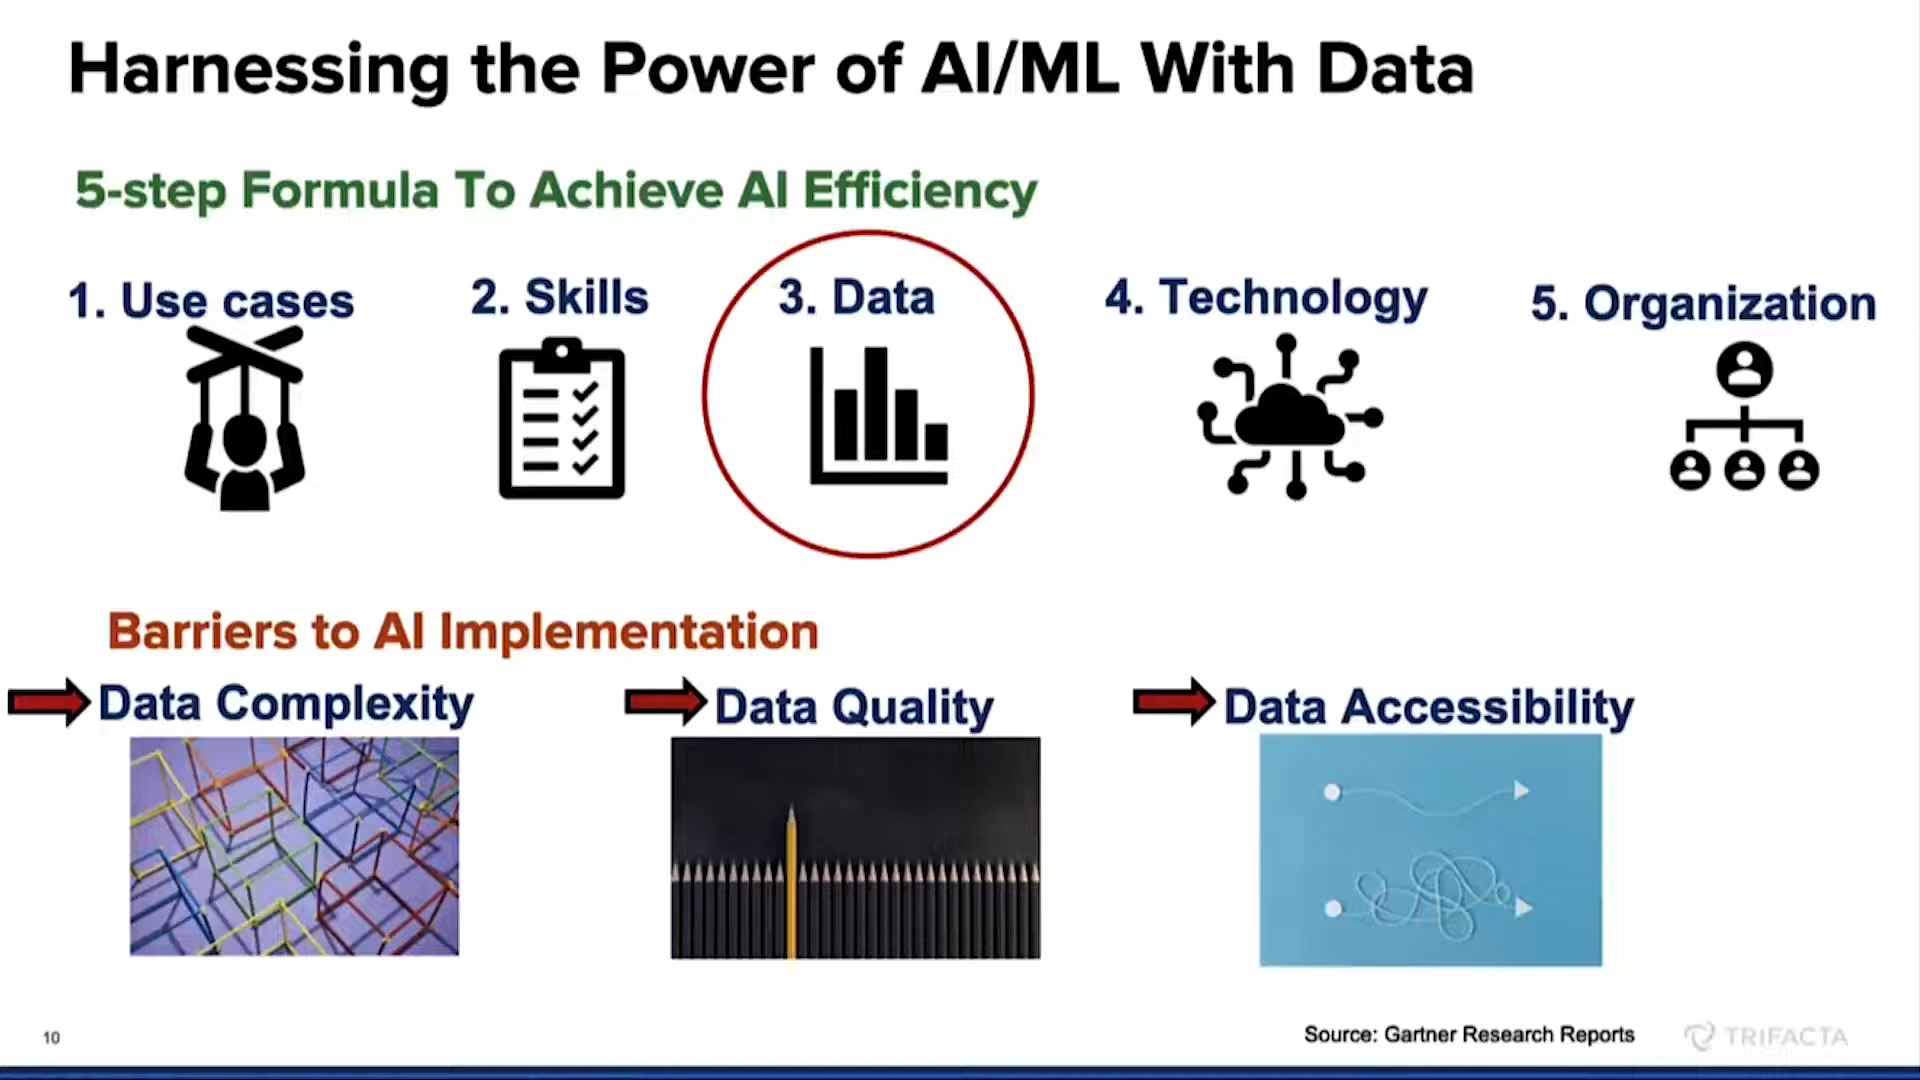 Harnessing the Power of AI/ML With Data
5-step Formula To Achieve AI Efficiency
1. Use cases
2. Skills
3. Data
4. Technology
5. Organization
Barriers to AI Implementation
Data Complexity
Data Quality
Data Accessibility
10
Source: Gartner Research Reports
TRIFACTA